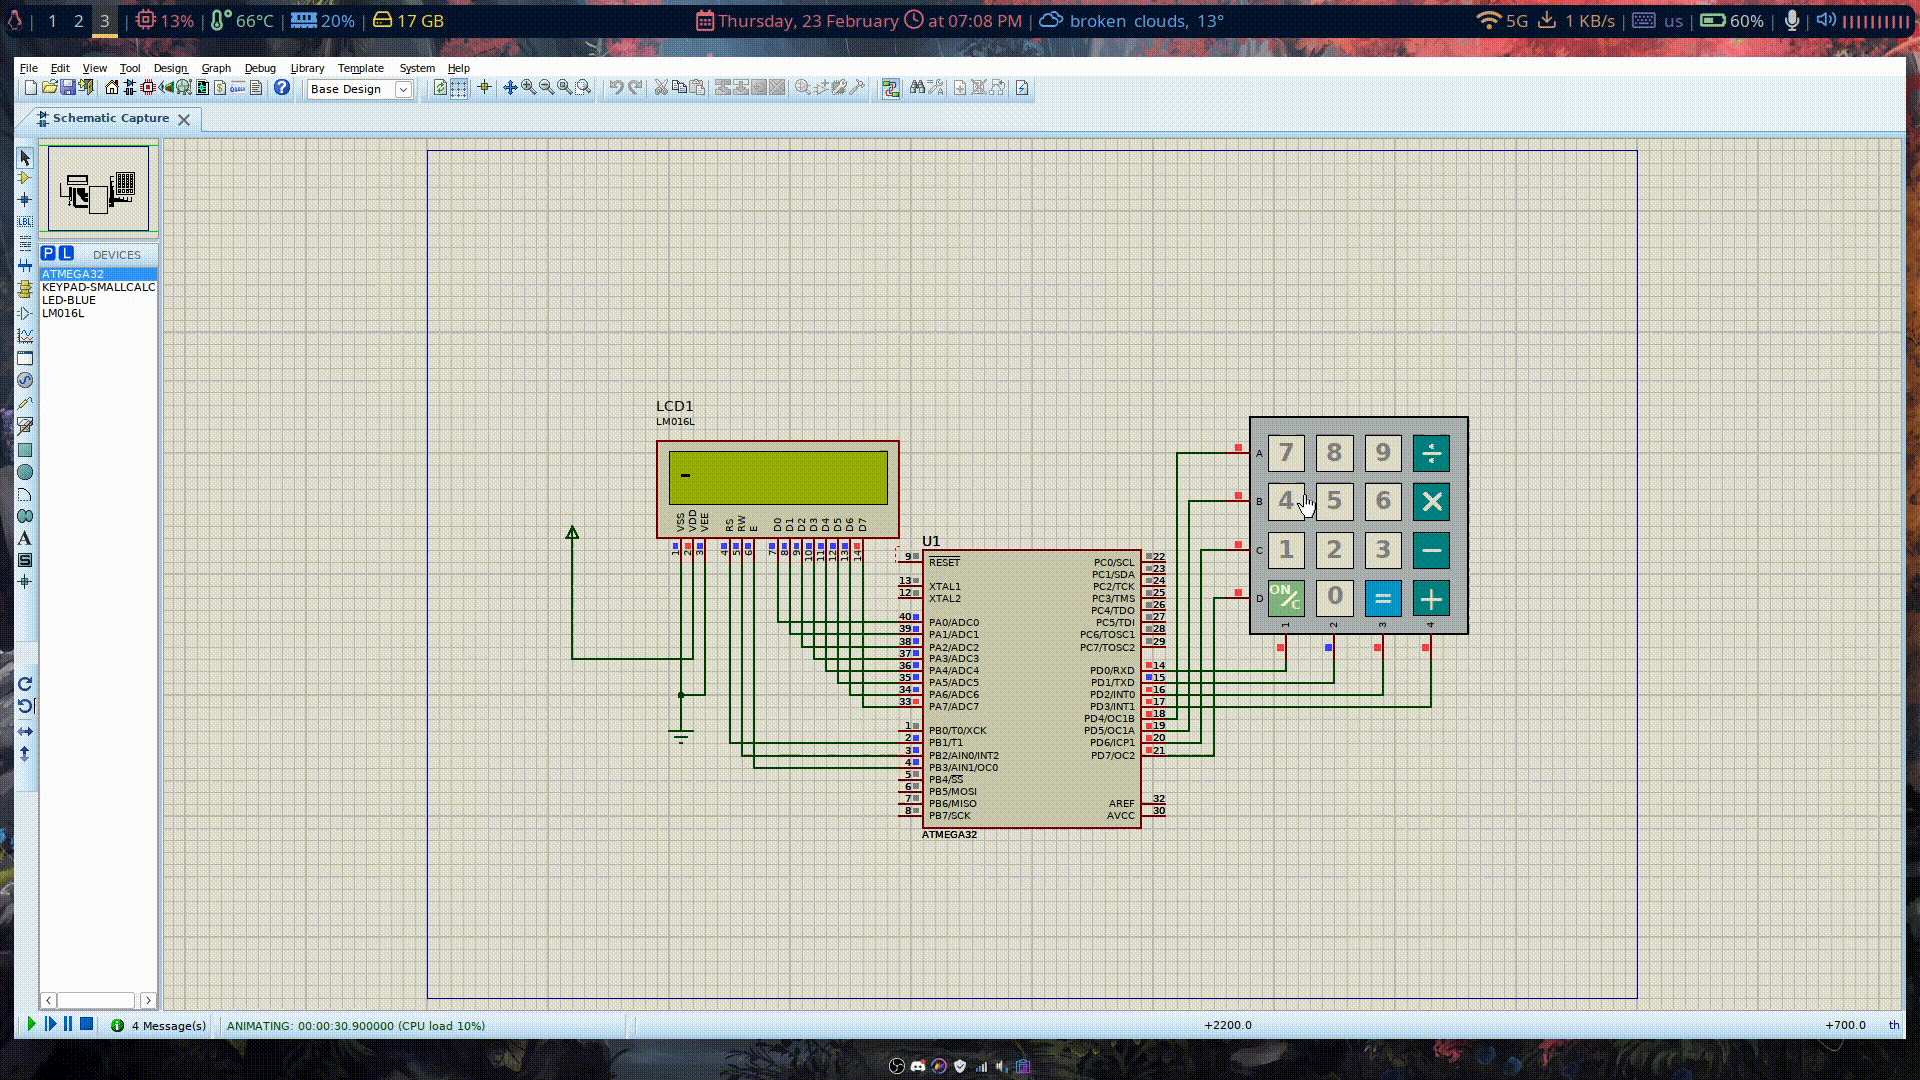 1 2 3 13% 66°C 20% 17 GB Thursday, 23 February at 07:08 PM broken clouds, 13° 5G 1 KB/s us 60%
File Edit View Tool Design Graph Debug Library Template System Help
Base Design
Schematic Capture
LBL
P L DEVICES
ATMEGA32
KEYPAD-SMALLCALC
LED-BLUE
LM016L
A
LCD1
LM016L
-
VSS VDD VEE RS RW E D0 D1 D2 D3 D4 D5 D6 D7
1 2 3 4 5 6 7 8 9 10 11 12 13 14
U1
9 RESET
13 XTAL1
12 XTAL2
40 PA0/ADC0
39 PA1/ADC1
38 PA2/ADC2
37 PA3/ADC3
36 PA4/ADC4
35 PA5/ADC5
34 PA6/ADC6
33 PA7/ADC7
1 PB0/T0/XCK
2 PB1/T1
3 PB2/AIN0/INT2
4 PB3/AIN1/OC0
5 PB4/SS
6 PB5/MOSI
7 PB6/MISO
8 PB7/SCK
PC0/SCL 22
PC1/SDA 23
PC2/TCK 24
PC3/TMS 25
PC4/TDO 26
PC5/TDI 27
PC6/TOSC1 28
PC7/TOSC2 29
PD0/RXD 14
PD1/TXD 15
PD2/INT0 16
PD3/INT1 17
PD4/OC1B 18
PD5/OC1A 19
PD6/ICP1 20
PD7/OC2 21
AREF 32
AVCC 30
ATMEGA32
A 7 8 9 ÷
B 4 5 6 ×
C 1 2 3 −
D ON/C 0 = +
1 2 3 4
4 Message(s) ANIMATING: 00:00:30.900000 (CPU load 10%) +2200.0 +700.0 th